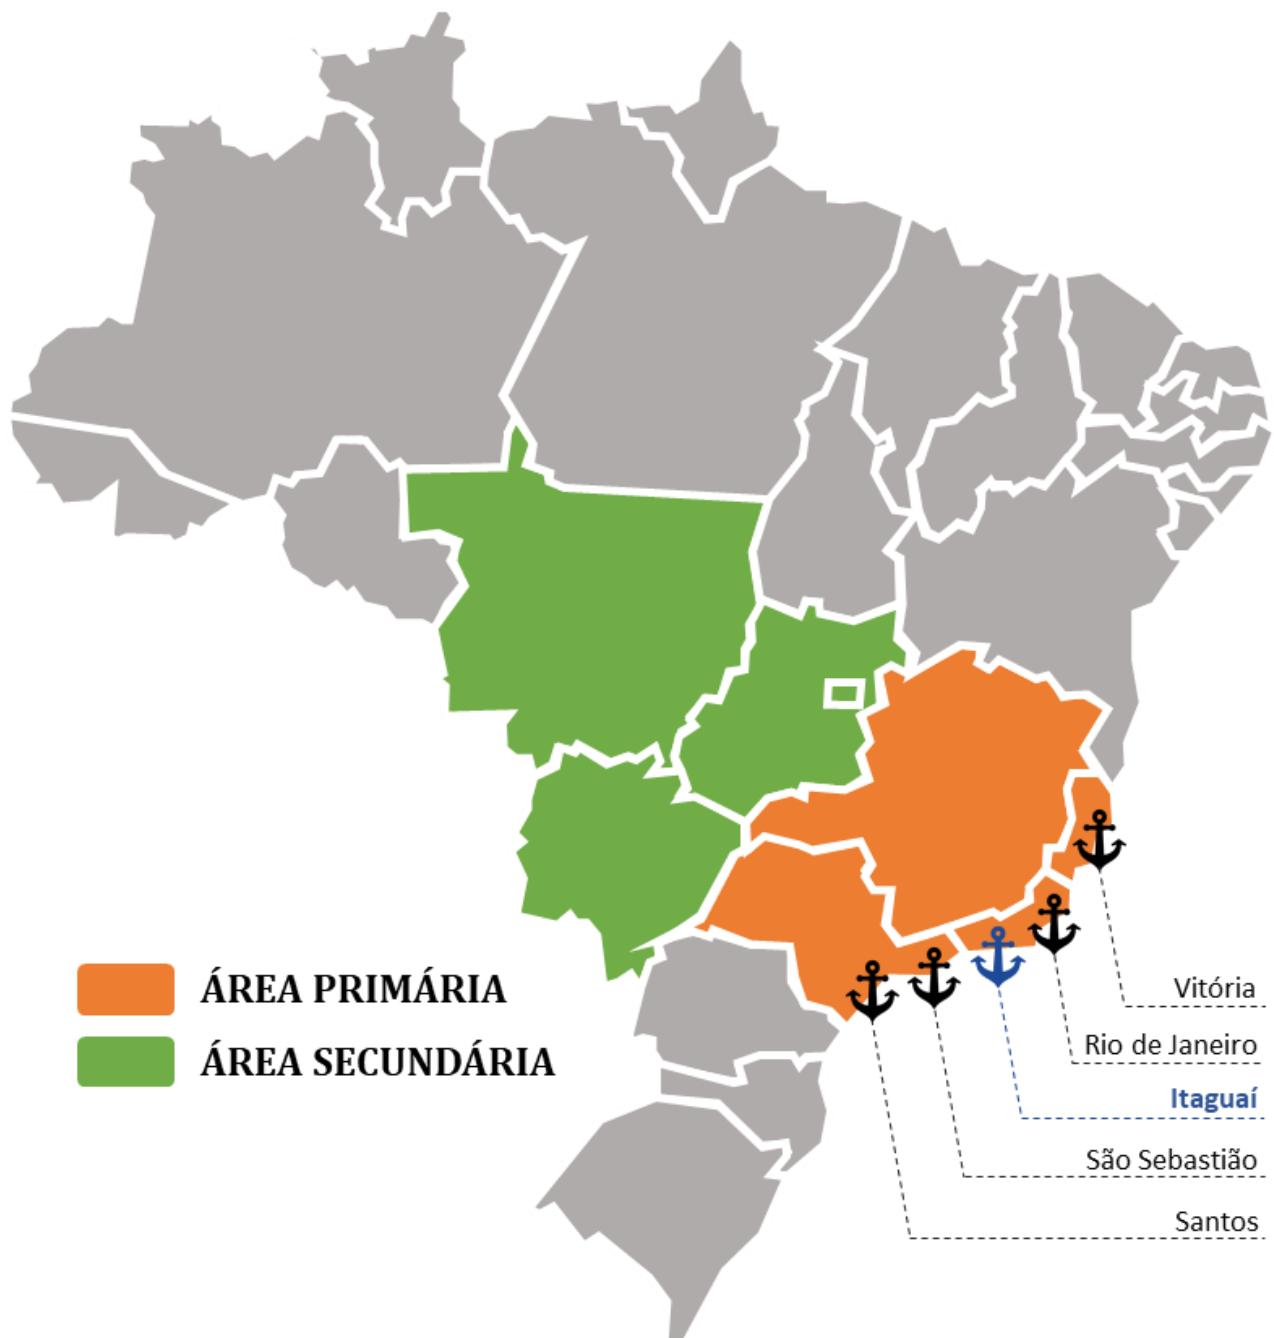 ÁREA PRIMÁRIA
ÁREA SECUNDÁRIA
Vitória
Rio de Janeiro
Itaguaí
São Sebastião
Santos